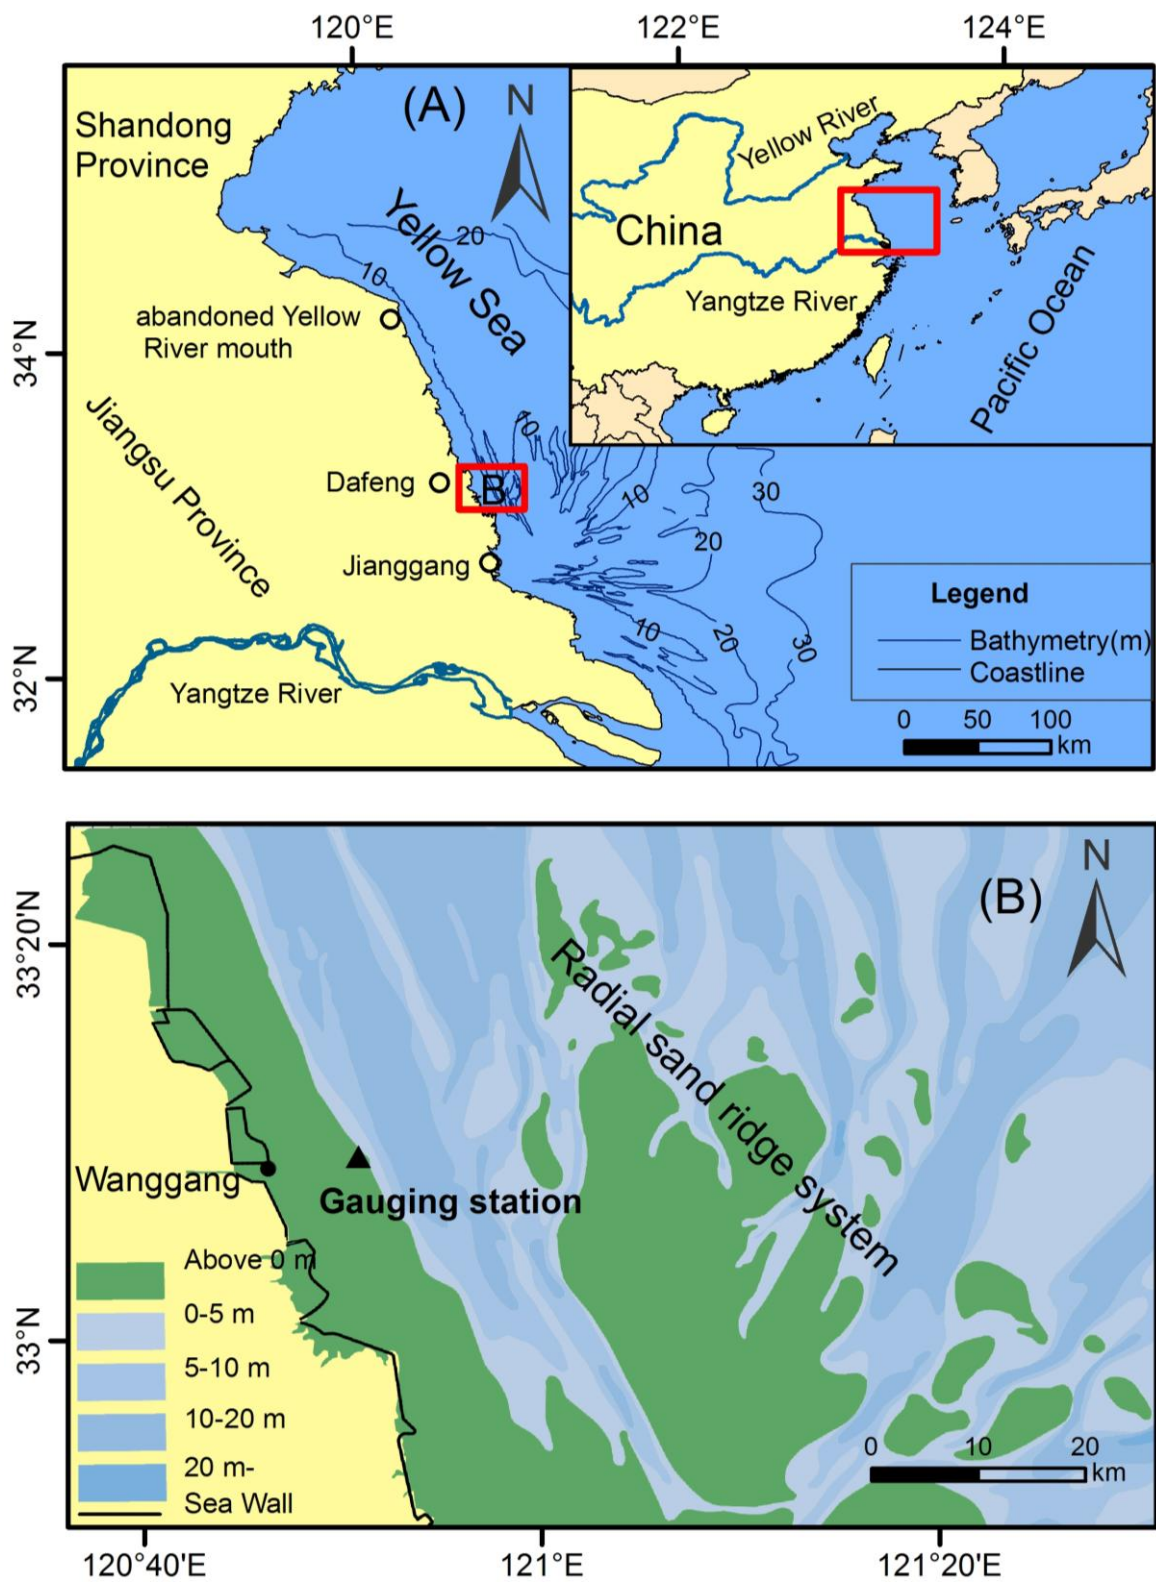 120°E
122°E
124°E
(A)
N
Shandong
Province
Yellow River
China
Yangtze River
Pacific Ocean
20
10
Yellow Sea
abandoned Yellow
River mouth
34°N
Jiangsu Province
10
Dafeng
B
10
30
20
Jianggang
10
20
30
32°N
Yangtze River
Legend
Bathymetry(m)
Coastline
0 50 100
km
N
(B)
33°20'N
Radial sand ridge system
Wanggang
Gauging station
Above 0 m
0-5 m
5-10 m
10-20 m
20 m-
Sea Wall
33°N
0 10 20
km
120°40'E
121°E
121°20'E